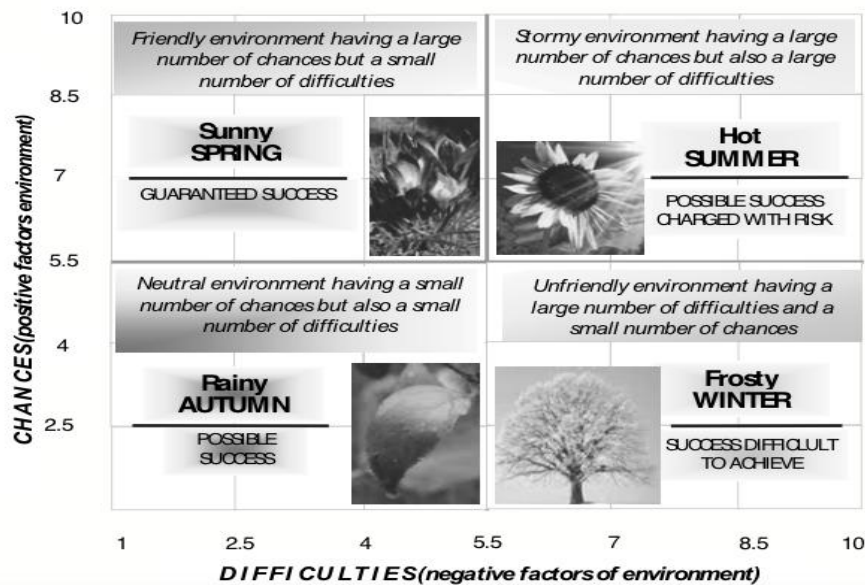 10
8.5
7
5.5
4
2.5
CHANCES(positive factors environment)
Friendly environment having a large
number of chances but a small
number of difficulties
Sunny
SPRING
GUARANTEED SUCCESS
Stormy environment having a large
number of chances but also a large
number of difficulties
Hot
SUMMER
POSSIBLE SUCCESS
CHARGED WITH RISK
Neutral environment having a small
number of chances but also a small
number of difficulties
Rainy
AUTUMN
POSSIBLE
SUCCESS
Unfriendly environment having a
large number of difficulties and a
small number of chances
Frosty
WINTER
SUCCESS DIFFICULT
TO ACHIEVE
1 2.5 4 5.5 7 8.5 10
DIFFICULTIES(negative factors of environment)